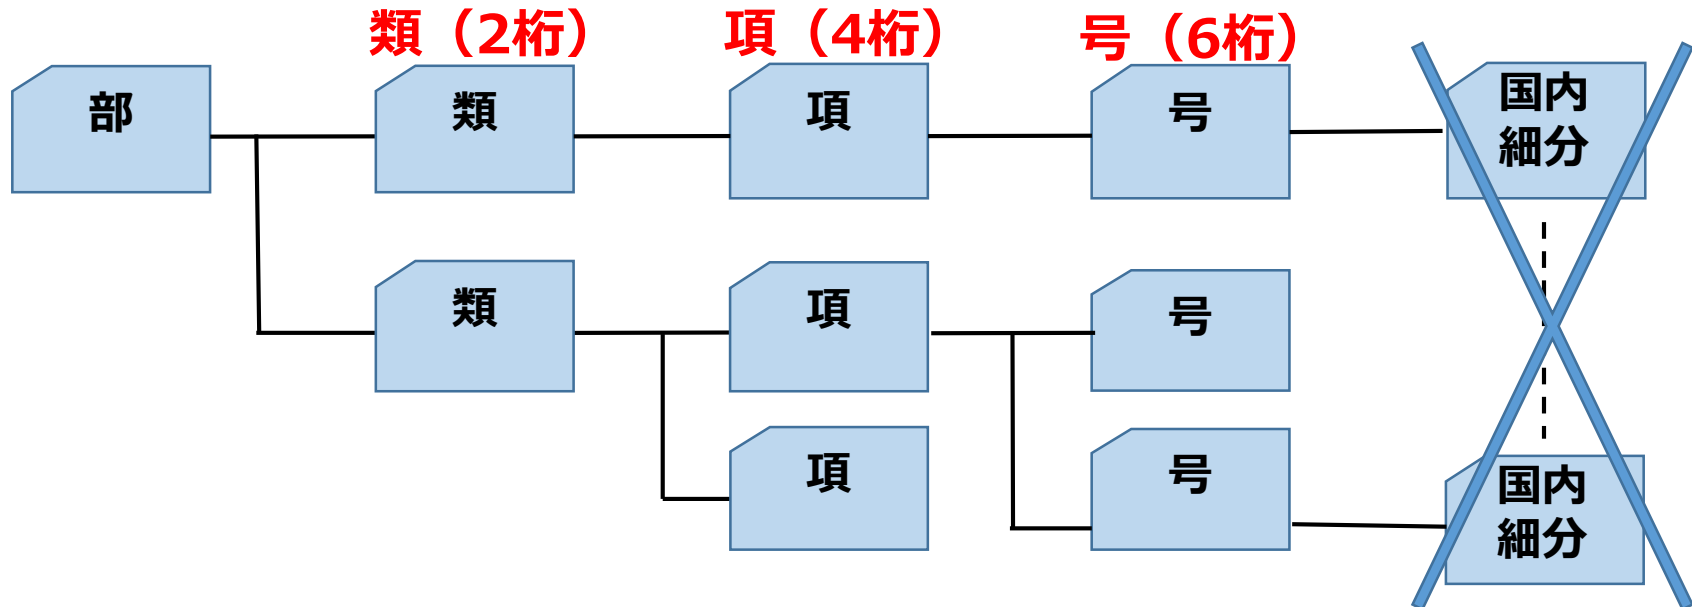 類（2桁）
項（4桁）
号（6桁）
部
類
項
号
国内
細分
類
項
号
項
号
国内
細分